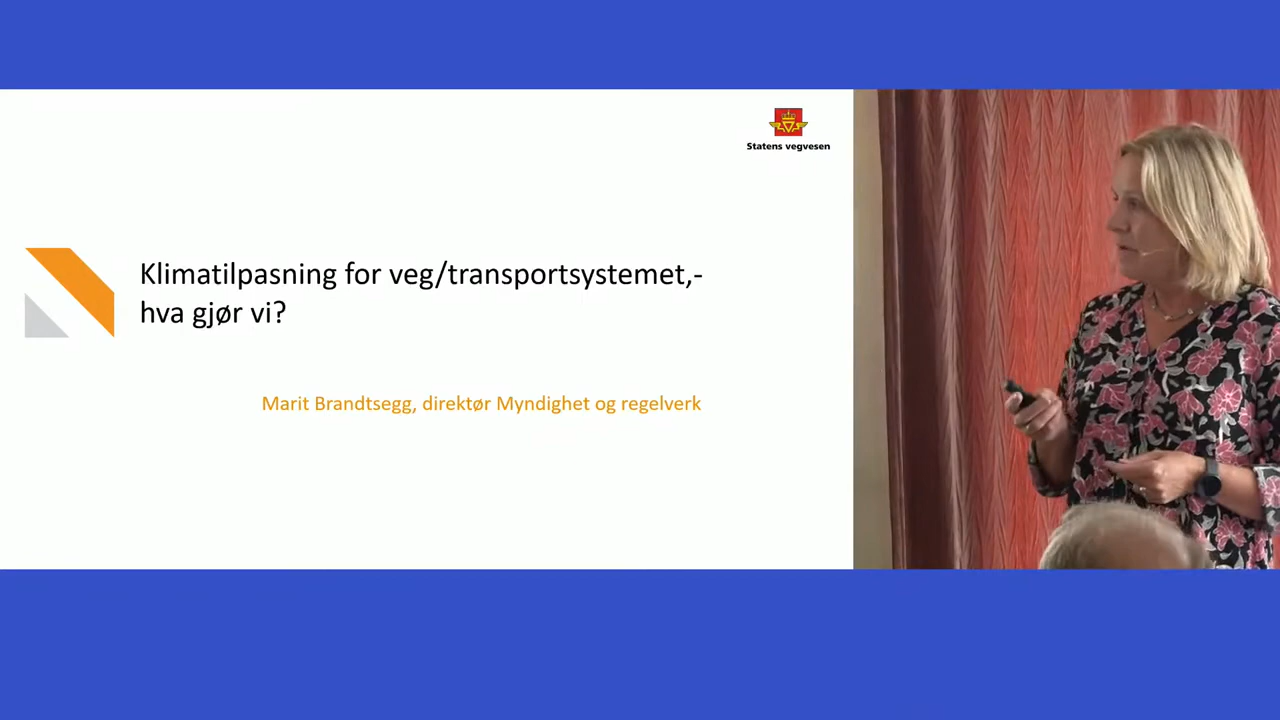 Statens vegvesen
Klimatilpasning for veg/transportsystemet,-
hva gjør vi?
Marit Brandtsegg, direktør Myndighet og regelverk